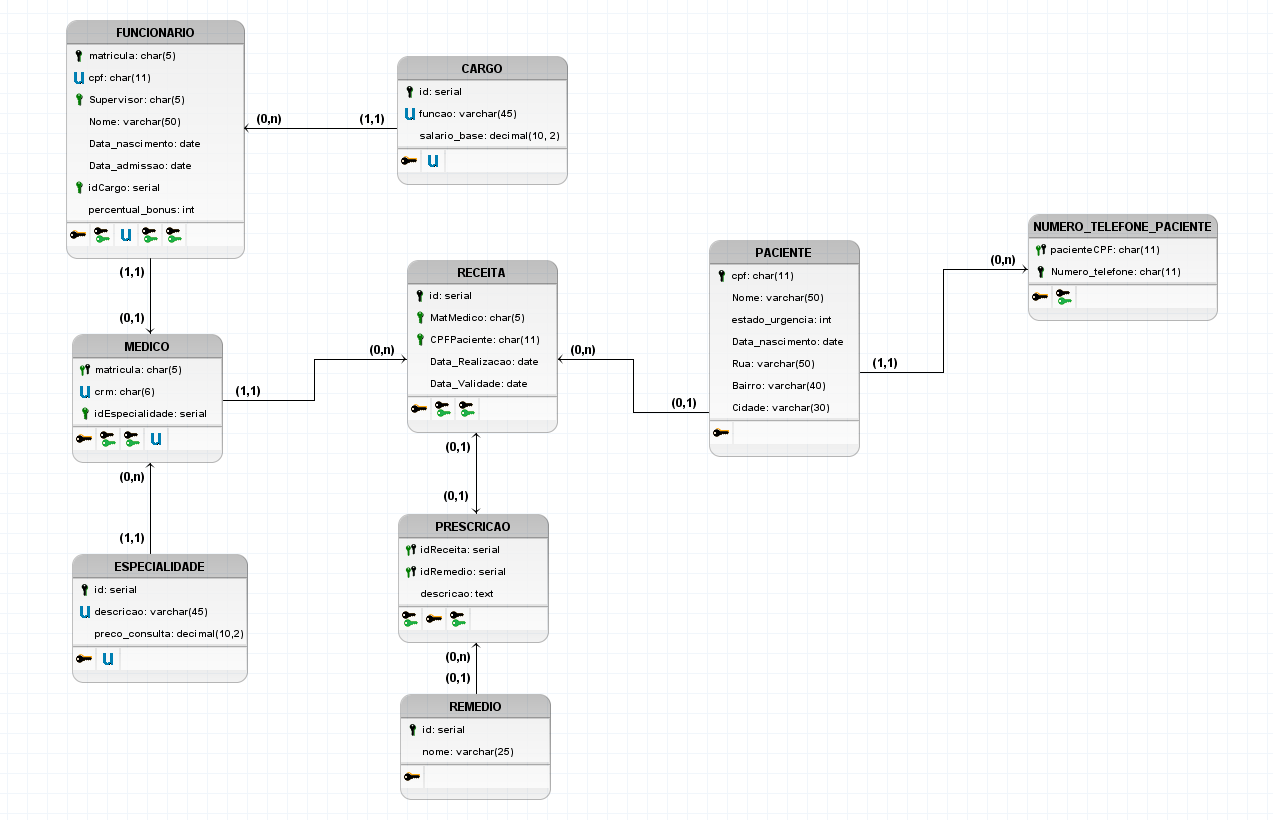 FUNCIONARIO
matricula: char(5)
U cpf: char(11)
Supervisor: char(5)
Nome: varchar(50)
Data_nascimento: date
Data_admissao: date
idCargo: serial
percentual_bonus: int
U
CARGO
id: serial
U funcao: varchar(45)
salario_base: decimal(10, 2)
U
(0,n)
(1,1)
(1,1)
(0,1)
MEDICO
matricula: char(5)
U crm: char(6)
idEspecialidade: serial
U
(1,1)
(0,n)
RECEITA
id: serial
MatMedico: char(5)
CPFPaciente: char(11)
Data_Realizacao: date
Data_Validade: date
(0,n)
(0,1)
PACIENTE
cpf: char(11)
Nome: varchar(50)
estado_urgencia: int
Data_nascimento: date
Rua: varchar(50)
Bairro: varchar(40)
Cidade: varchar(30)
(1,1)
(0,n)
NUMERO_TELEFONE_PACIENTE
pacienteCPF: char(11)
Numero_telefone: char(11)
(0,n)
(1,1)
ESPECIALIDADE
id: serial
U descricao: varchar(45)
preco_consulta: decimal(10,2)
U
(0,1)
(0,1)
PRESCRICAO
idReceita: serial
idRemedio: serial
descricao: text
(0,n)
(0,1)
REMEDIO
id: serial
nome: varchar(25)